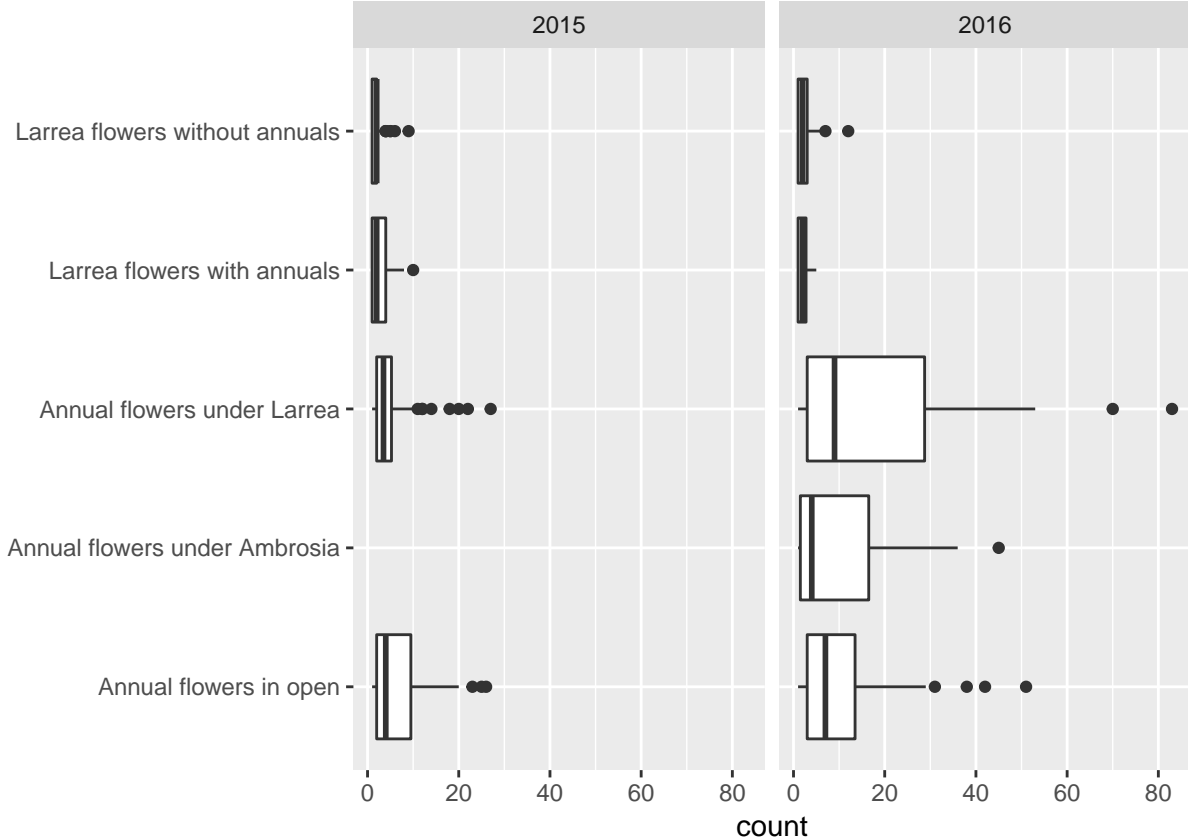 2015 2016
Larrea flowers without annuals
Larrea flowers with annuals
Annual flowers under Larrea
Annual flowers under Ambrosia
Annual flowers in open
0 20 40 60 80 0 20 40 60 80
count